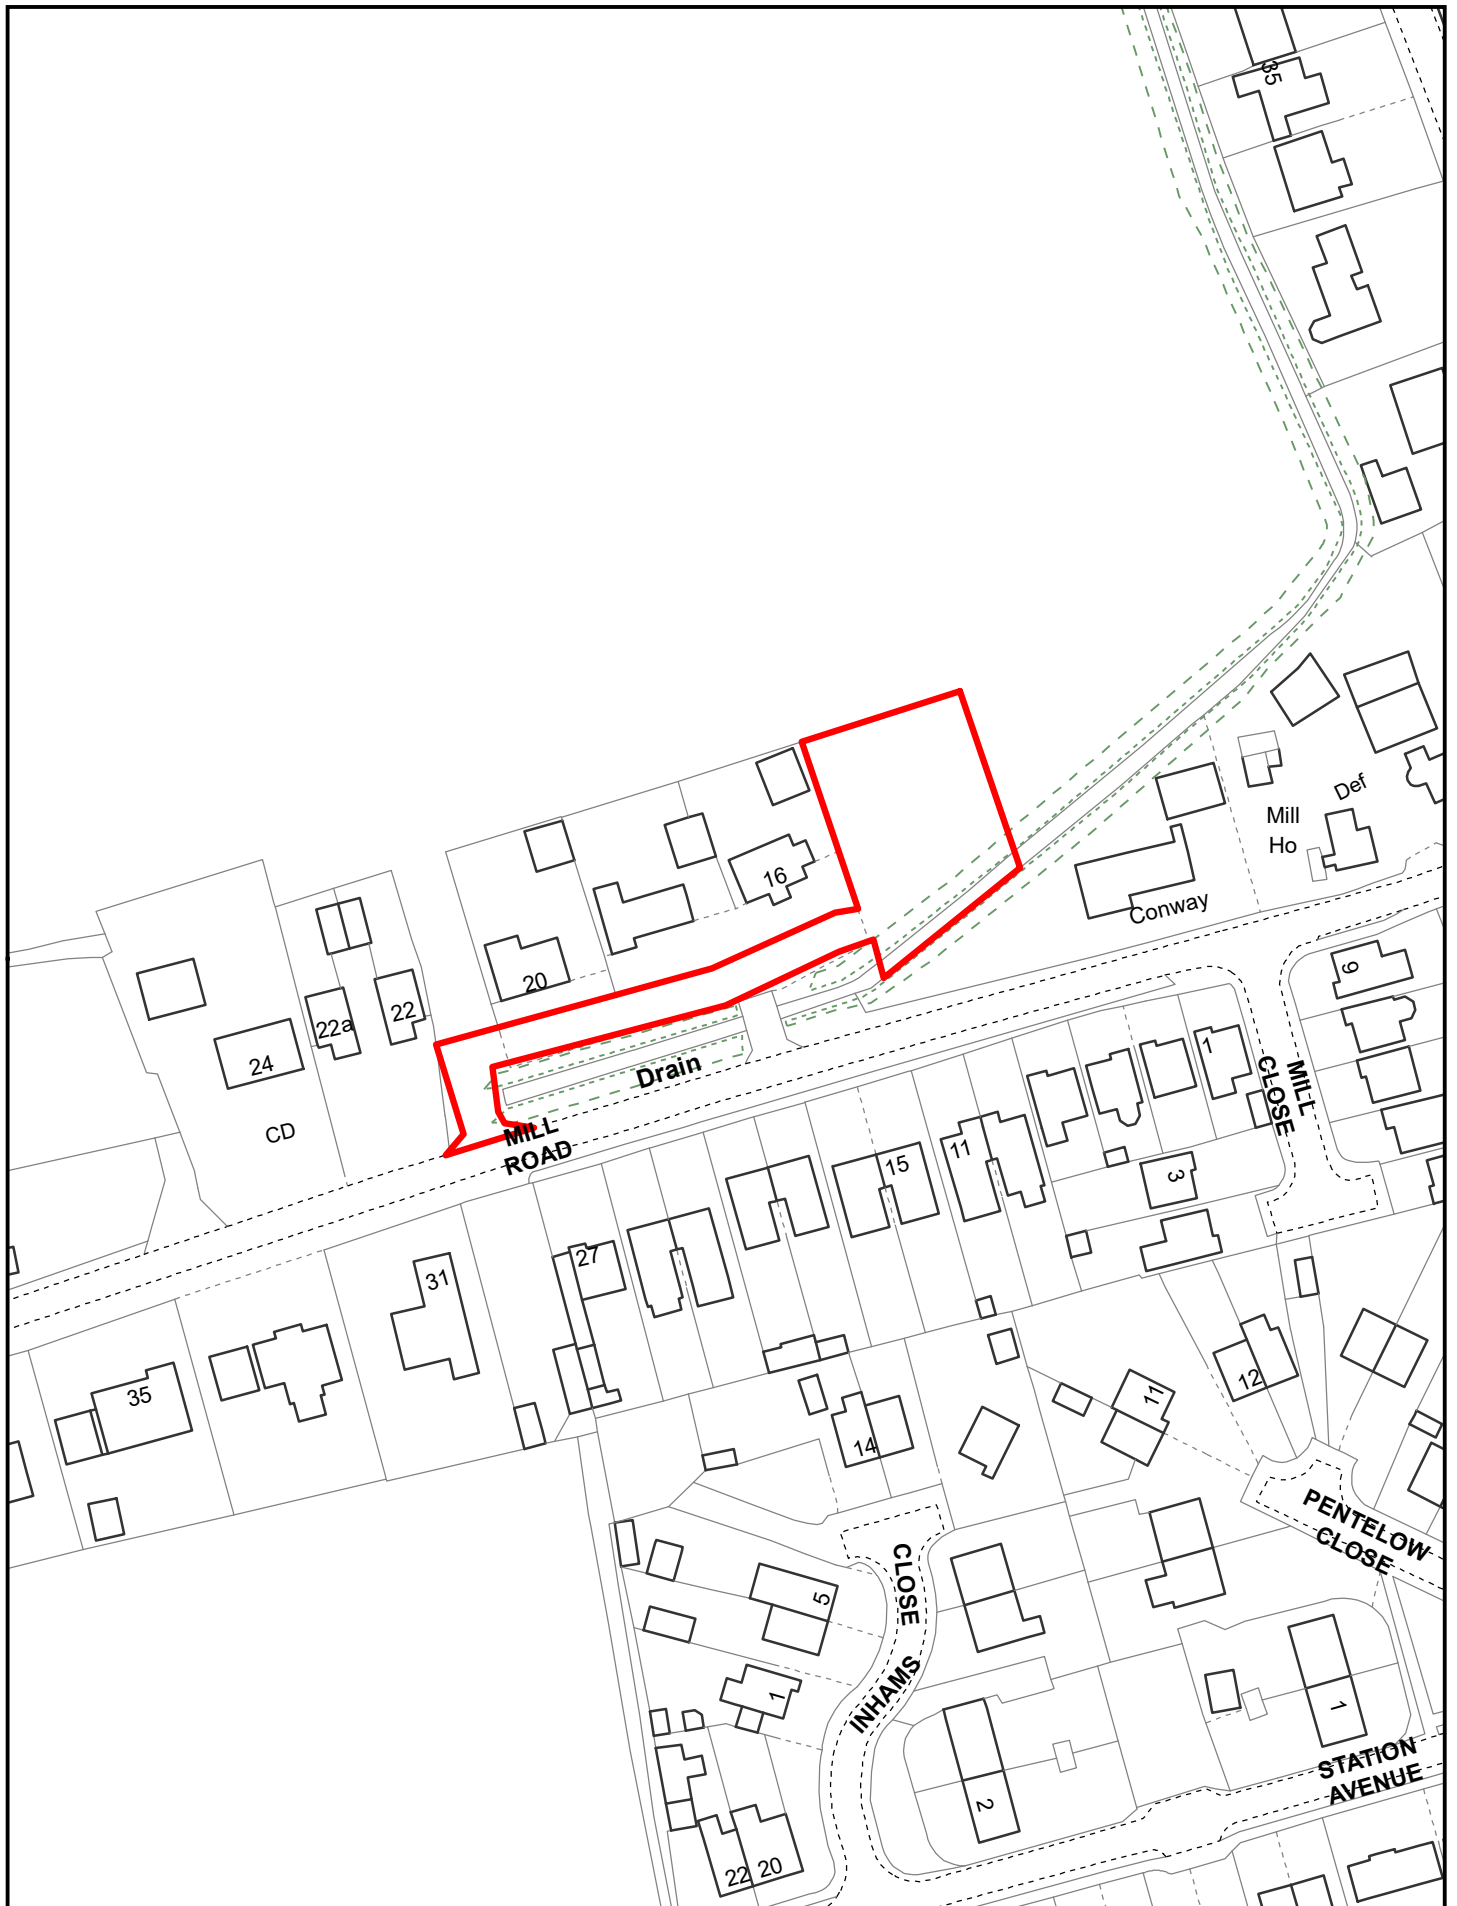 35
Def
Mill
Ho
16
Conway
20
9
22
22a
24
1
Drain
MILL
CLOSE
CD
MILL
ROAD
11
15
3
27
31
12
35
11
14
PENTELOW
CLOSE
CLOSE
5
1
INHAMS
1
STATION
AVENUE
2
22
20